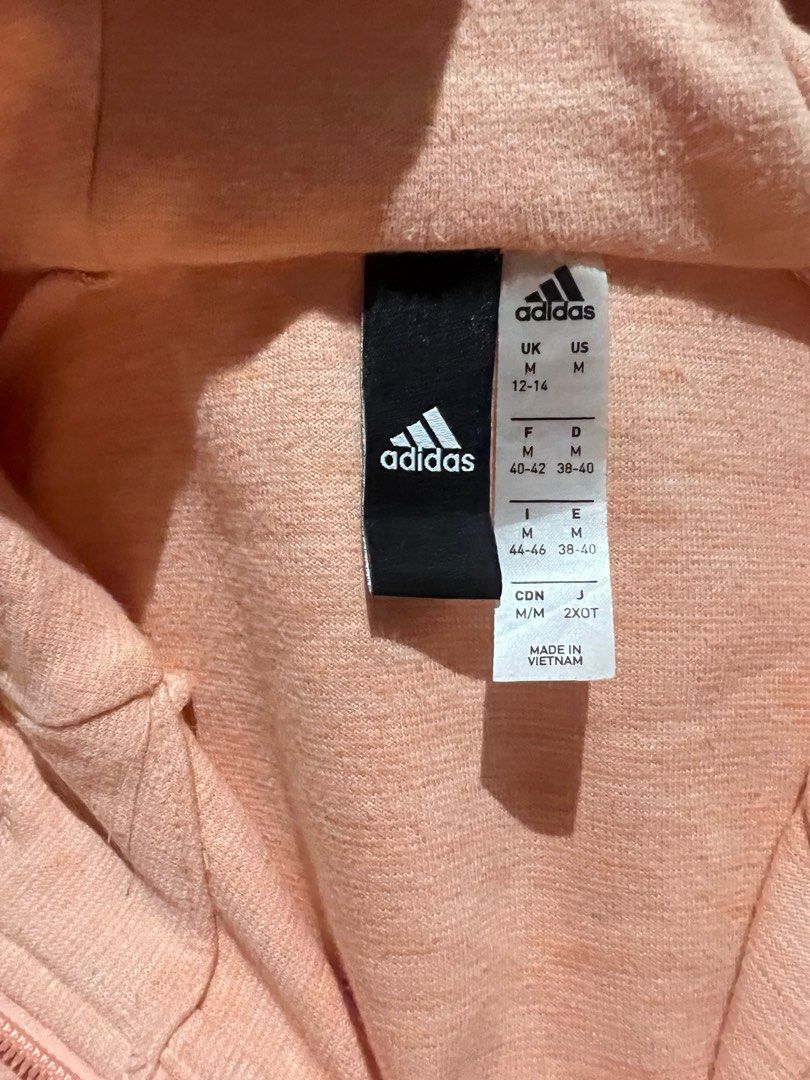 adidas
adidas
UK US
M M
12-14
F D
M M
40-42 38-40
I E
M M
44-46 38-40
CDN J
M/M 2XOT
MADE IN
VIETNAM